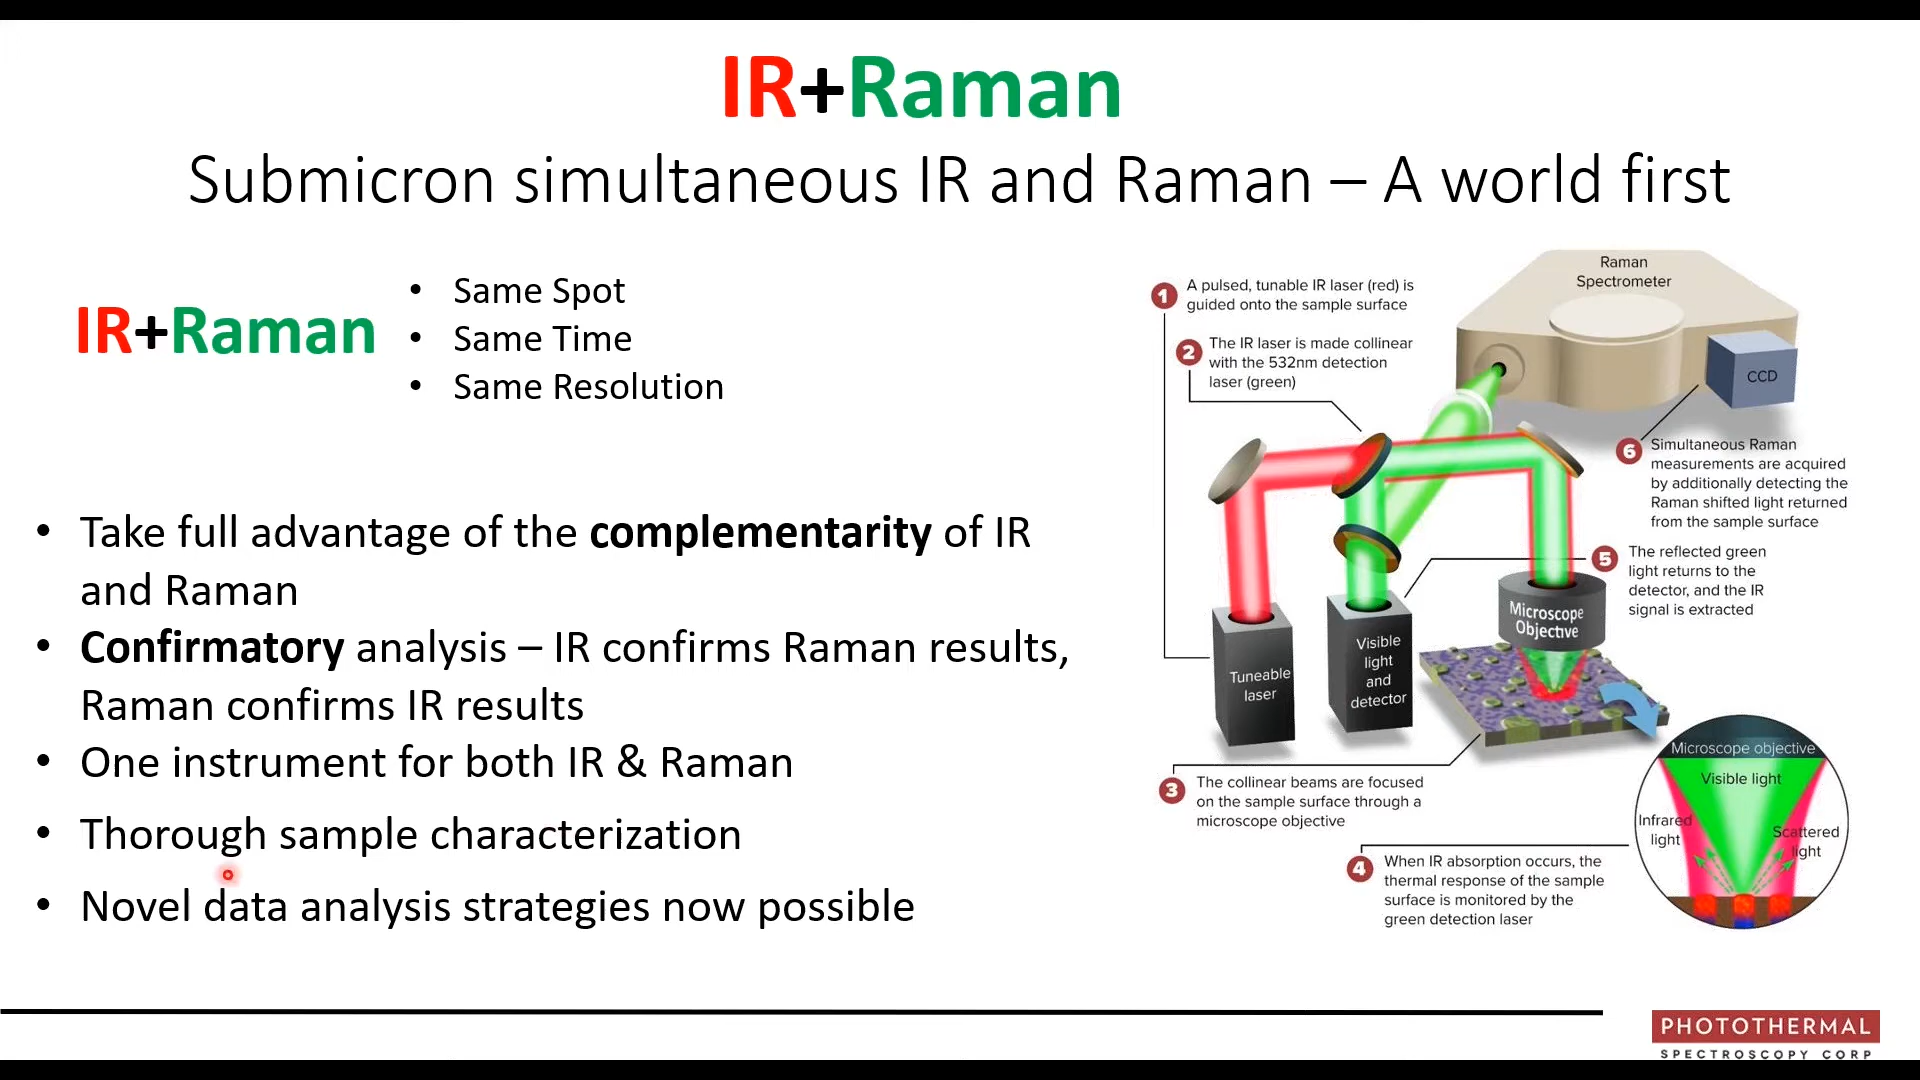 IR+Raman
Submicron simultaneous IR and Raman – A world first
IR+Raman
• Same Spot
• Same Time
• Same Resolution
• Take full advantage of the complementarity of IR
and Raman
• Confirmatory analysis – IR confirms Raman results,
Raman confirms IR results
• One instrument for both IR & Raman
• Thorough sample characterization
• Novel data analysis strategies now possible
Raman
Spectrometer
CCD
1 A pulsed, tunable IR laser (red) is
guided onto the sample surface
2 The IR laser is made collinear
with the 532nm detection
laser (green)
6 Simultaneous Raman
measurements are acquired
by additionally detecting the
Raman shifted light returned
from the sample surface
5 The reflected green
light returns to the
detector, and the IR
signal is extracted
Microscope
Objective
Visible
light
and
detector
Tuneable
laser
3 The collinear beams are focused
on the sample surface through a
microscope objective
4 When IR absorption occurs, the
thermal response of the sample
surface is monitored by the
green detection laser
Microscope objective
Visible light
Infrared
light
Scattered
light
PHOTOTHERMAL
SPECTROSCOPY CORP